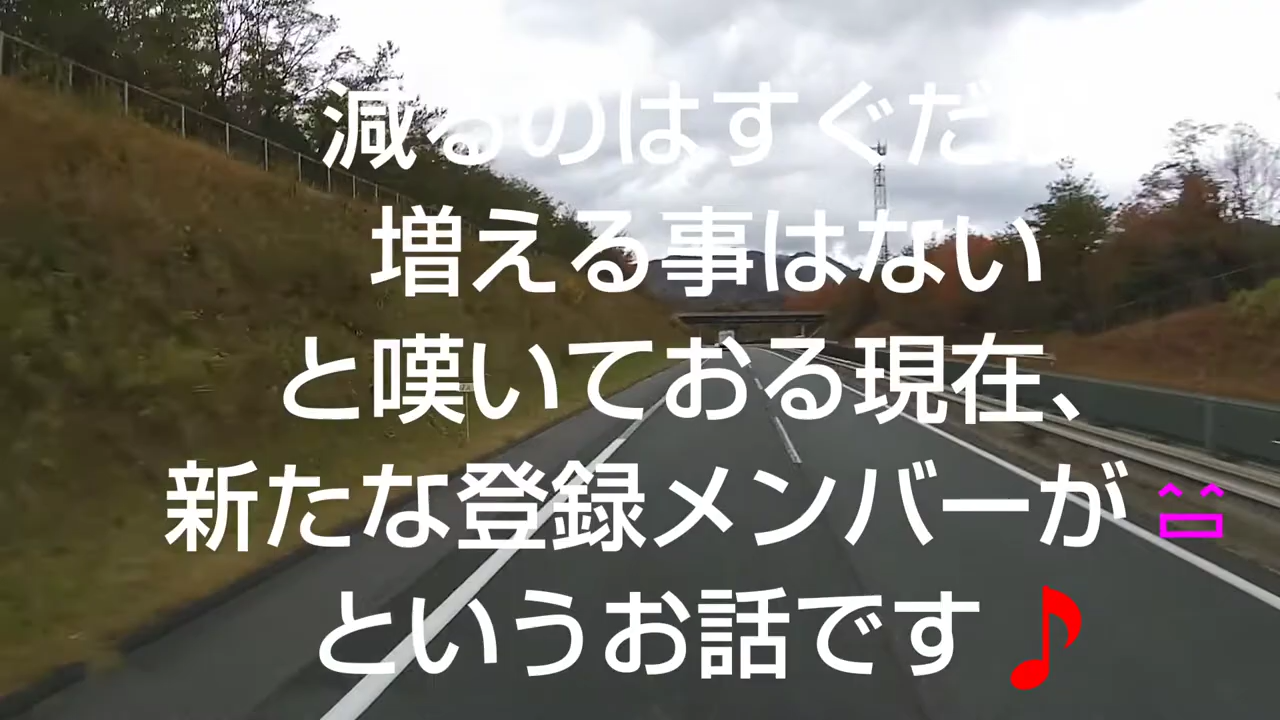 減るのはすぐだが
増える事はない
と嘆いておる現在、
新たな登録メンバーが
というお話です♪